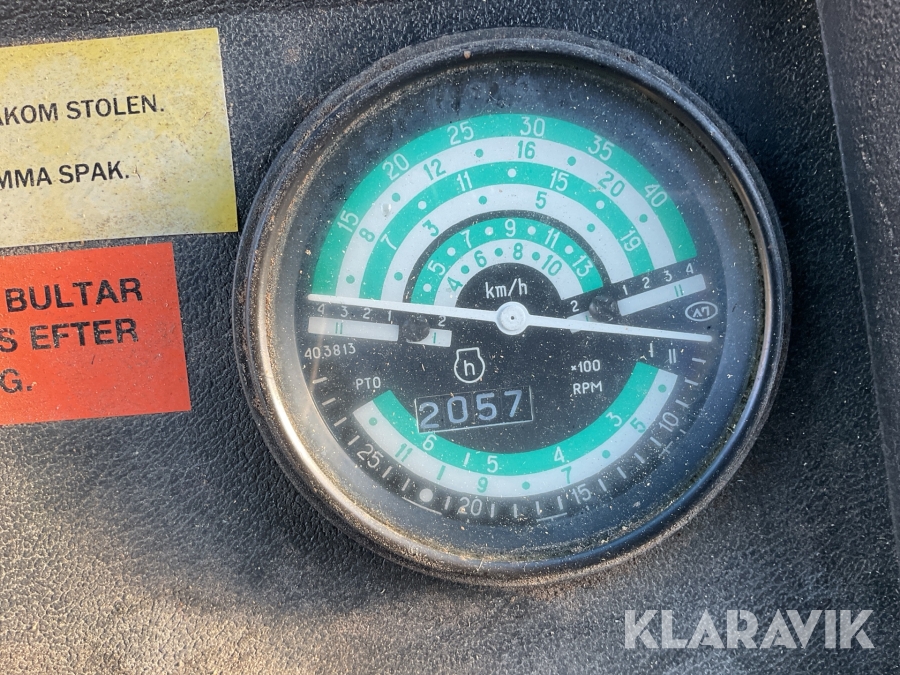 AKOM STOLEN.
MMA SPAK.
BULTAR
S EFTER
G.
15 20 25 30 35 40
8 12 16 20
7 11 15 19
3 5
5 7 9 11 13
4 6 8 10
km/h
4 3 2 1 2
2 1 2 3 4
II I
I II
403813
h
×100
RPM
PTO
2057
I II
6 5 4 3
11 9 7 5
25 20 15 10
KLARAVIK